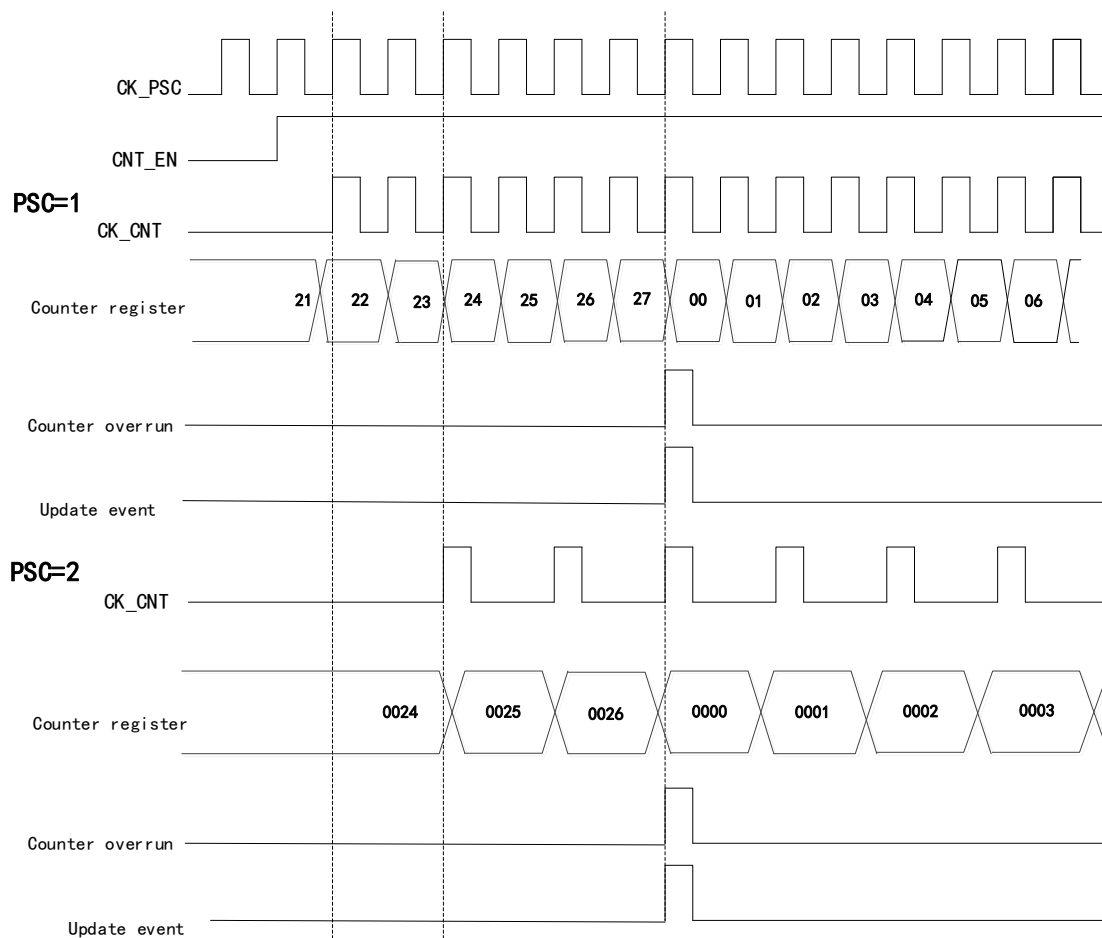 CK_PSC
CNT_EN
PSC=1
CK_CNT
Counter register 21 22 23 24 25 26 27 00 01 02 03 04 05 06
Counter overrun
Update event
PSC=2
CK_CNT
Counter register 0024 0025 0026 0000 0001 0002 0003
Counter overrun
Update event